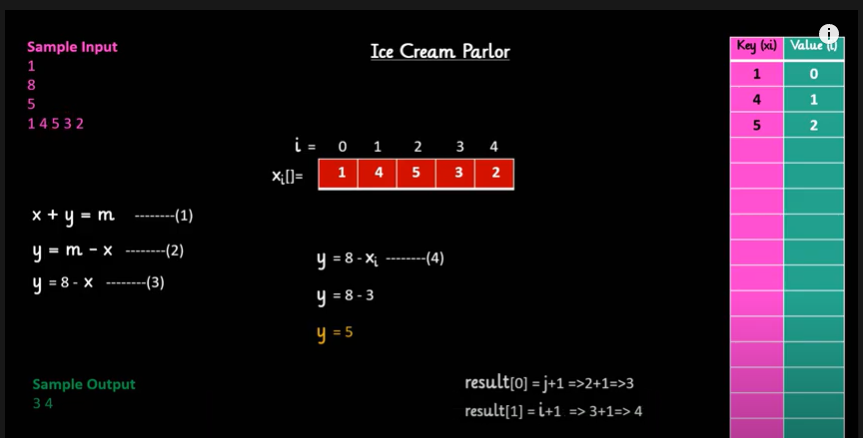 Ice Cream Parlor
Sample Input
1
8
5
1 4 5 3 2
i = 0 1 2 3 4
xi[]= 1 4 5 3 2
x + y = m --------(1)
y = m - x --------(2)
y = 8 - x --------(3)
y = 8 - xi --------(4)
y = 8 - 3
y = 5
Sample Output
3 4
result[0] = j+1 =>2+1=>3
result[1] = i+1 => 3+1=> 4
Key (xi) Value (i)
1 0
4 1
5 2